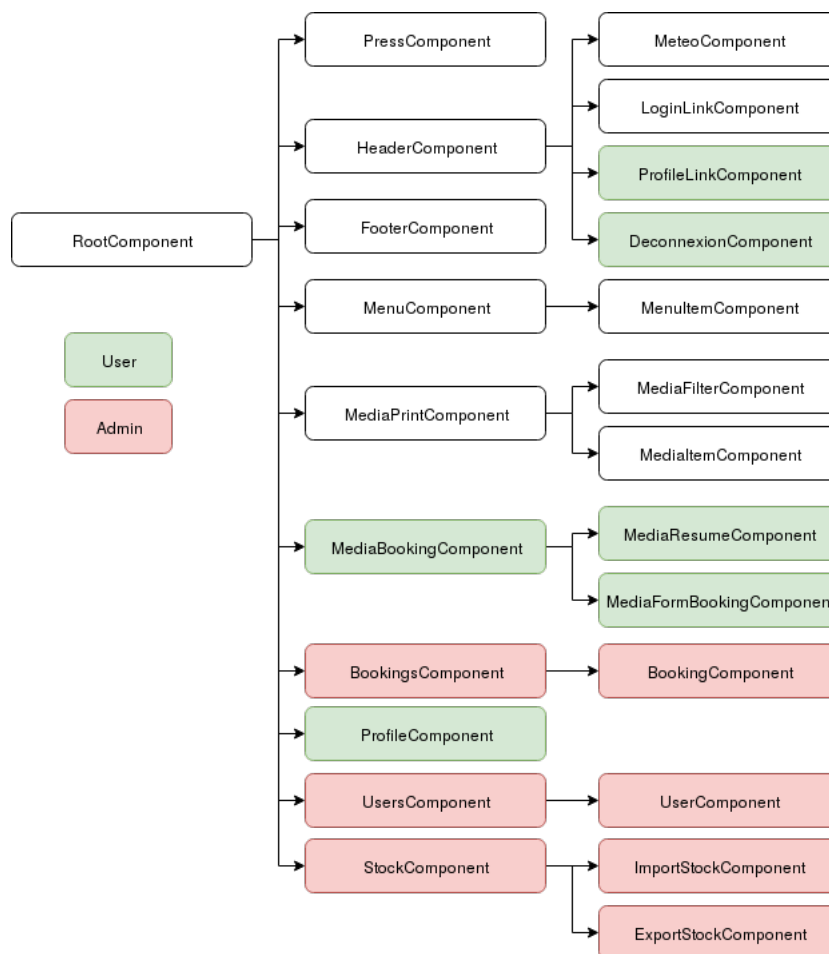 PressComponent
MeteoComponent
LoginLinkComponent
HeaderComponent
ProfileLinkComponent
RootComponent
FooterComponent
DeconnexionComponent
MenuComponent
MenuItemComponent
User
Admin
MediaPrintComponent
MediaFilterComponent
MediaItemComponent
MediaBookingComponent
MediaResumeComponent
MediaFormBookingComponent
BookingsComponent
BookingComponent
ProfileComponent
UsersComponent
UserComponent
StockComponent
ImportStockComponent
ExportStockComponent